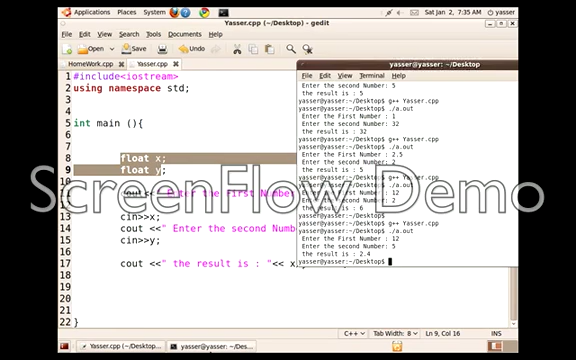 Applications Places System
Sat Jan 2, 7:35 AM
Yasser.cpp (~/Desktop) - gedit
File Edit View Search Tools Documents Help
Open Save Undo
HomeWork.cpp Yasser.cpp
1 #include<iostream>
2 using namespace std;
3
4
5 int main (){
7
8 float x;
9 float y;
10
cout<<" Enter the First Number
13
14 cin>>x;
cout <<" Enter the second Numb
15 cin>>y;
16
17 cout <<" the result is : "<< x
18
19
20
21
22 }
yasser@yasser: ~/Desktop
File Edit View Terminal Help
Enter the second Number: 5
the result is : 5
yasser@yasser:~/Desktop$ g++ Yasser.cpp
yasser@yasser:~/Desktop$ ./a.out
Enter the First Number : 1
Enter the second Number: 32
the result is : 32
yasser@yasser:~/Desktop$ g++ Yasser.cpp
yasser@yasser:~/Desktop$ ./a.out
Enter the First Number : 2.5
Enter the second Number: 2
the result is : 5
yasser@yasser:~/Desktop$ g++ Yasser.cpp
yasser@yasser:~/Desktop$ ./a.out
Enter the First Number : 12
Enter the second Number: 2
the result is : 6
yasser@yasser:~/Desktop$
yasser@yasser:~/Desktop$ g++ Yasser.cpp
yasser@yasser:~/Desktop$ ./a.out
Enter the First Number : 12
Enter the second Number: 5
the result is : 2.4
yasser@yasser:~/Desktop$
ScreenFlow Demo
C++ Tab Width: 8 Ln 9, Col 16 INS
Yasser.cpp (~/Desktop... yasser@yasser: ~/Des...